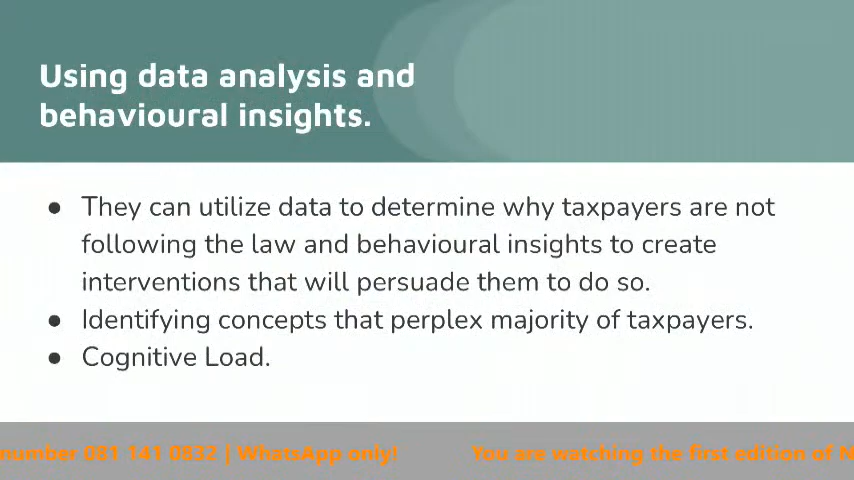 Using data analysis and
behavioural insights.
● They can utilize data to determine why taxpayers are not
following the law and behavioural insights to create
interventions that will persuade them to do so.
● Identifying concepts that perplex majority of taxpayers.
● Cognitive Load.
number 081 141 0832 | WhatsApp only! You are watching the first edition of N